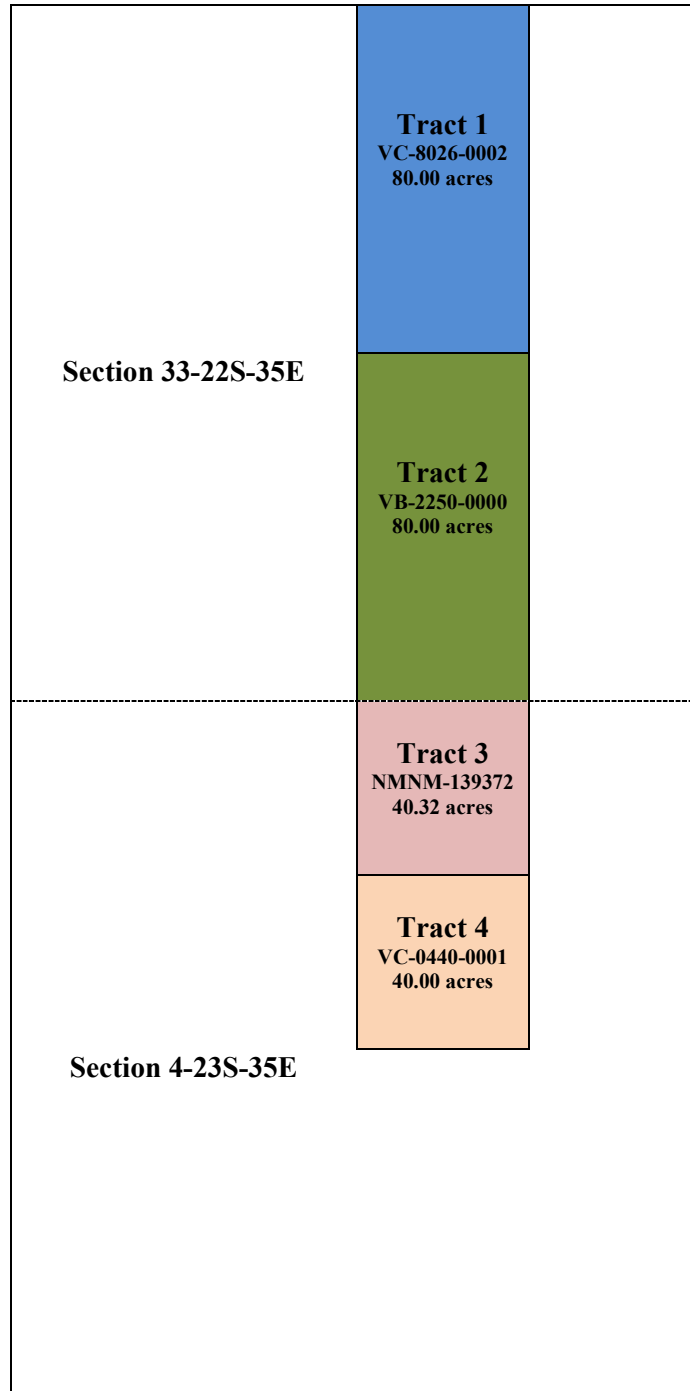 Tract 1
VC-8026-0002
80.00 acres
Section 33-22S-35E
Tract 2
VB-2250-0000
80.00 acres
Tract 3
NMNM-139372
40.32 acres
Tract 4
VC-0440-0001
40.00 acres
Section 4-23S-35E